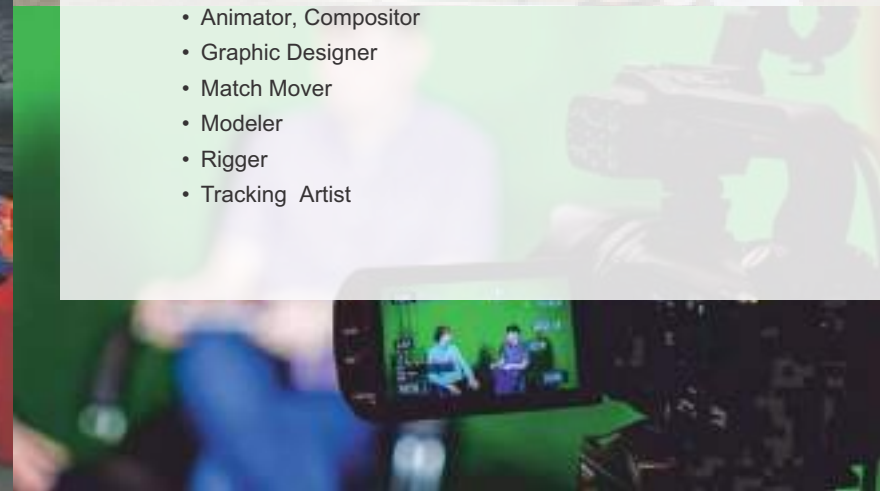 • Animator, Compositor
• Graphic Designer
• Match Mover
• Modeler
• Rigger
• Tracking  Artist